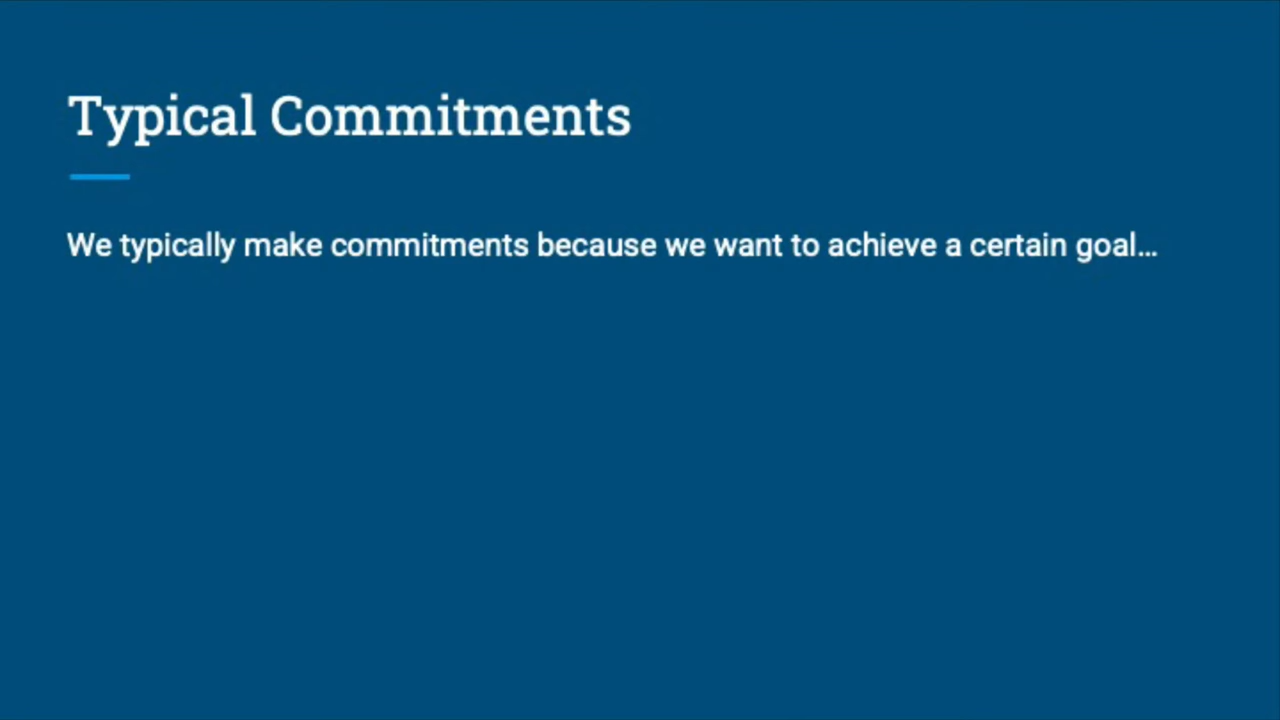 Typical Commitments
We typically make commitments because we want to achieve a certain goal…